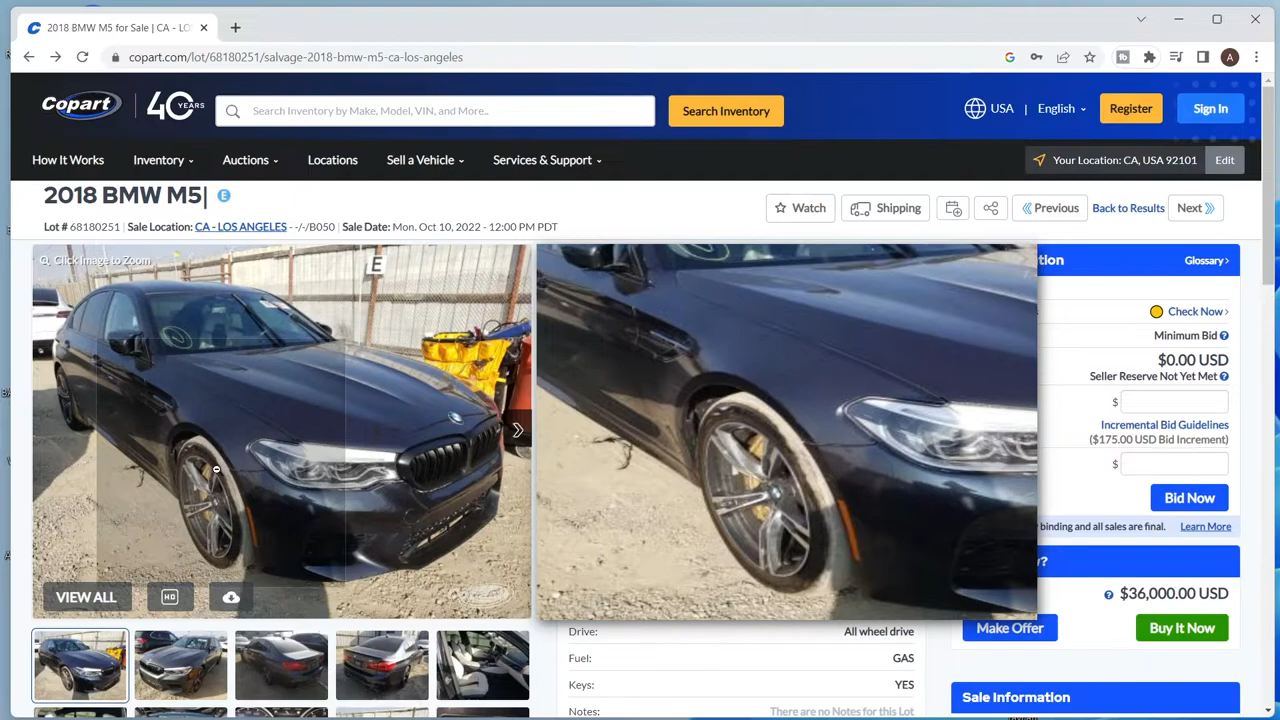 2018 BMW M5 for Sale | CA - LOS
copart.com/lot/68180251/salvage-2018-bmw-m5-ca-los-angeles
A
Copart
40 YEARS
Search Inventory by Make, Model, VIN, and More..
Search Inventory
USA | English
Register
Sign In
How It Works
Inventory
Auctions
Locations
Sell a Vehicle
Services & Support
Your Location: CA, USA 92101
Edit
2018 BMW M5| E
Lot # 68180251 | Sale Location: CA - LOS ANGELES - -/-/B050 | Sale Date: Mon. Oct 10, 2022 - 12:00 PM PDT
Watch
Shipping
Previous
Back to Results
Next
Click Image to Zoom
E
VIEW ALL
HD
tion
Glossary
Check Now
Minimum Bid
$0.00 USD
Seller Reserve Not Yet Met
$
Incremental Bid Guidelines
($175.00 USD Bid Increment)
$
Bid Now
binding and all sales are final. Learn More
?
$36,000.00 USD
Make Offer
Buy It Now
Drive: All wheel drive
Fuel: GAS
Keys: YES
Notes: There are no Notes for this Lot
Sale Information